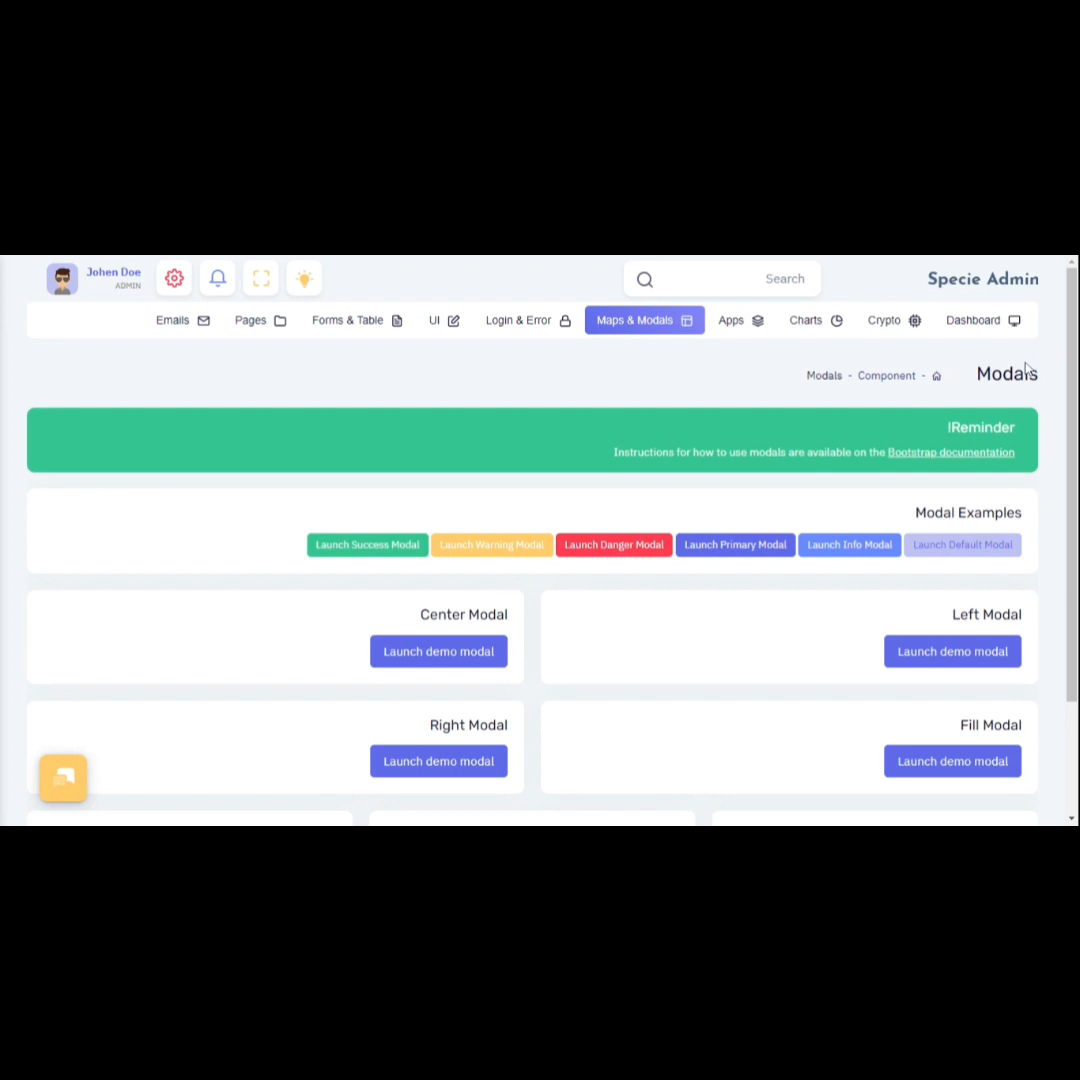 Specie Admin
Search
Johen Doe
ADMIN
Dashboard
Crypto
Charts
Apps
Maps & Modals
Login & Error
UI
Forms & Table
Pages
Emails
Modals
Component - Modals -
!Reminder
Instructions for how to use modals are available on the Bootstrap documentation
Modal Examples
Launch Default Modal
Launch Info Modal
Launch Primary Modal
Launch Danger Modal
Launch Warning Modal
Launch Success Modal
Left Modal
Launch demo modal
Center Modal
Launch demo modal
Fill Modal
Launch demo modal
Right Modal
Launch demo modal